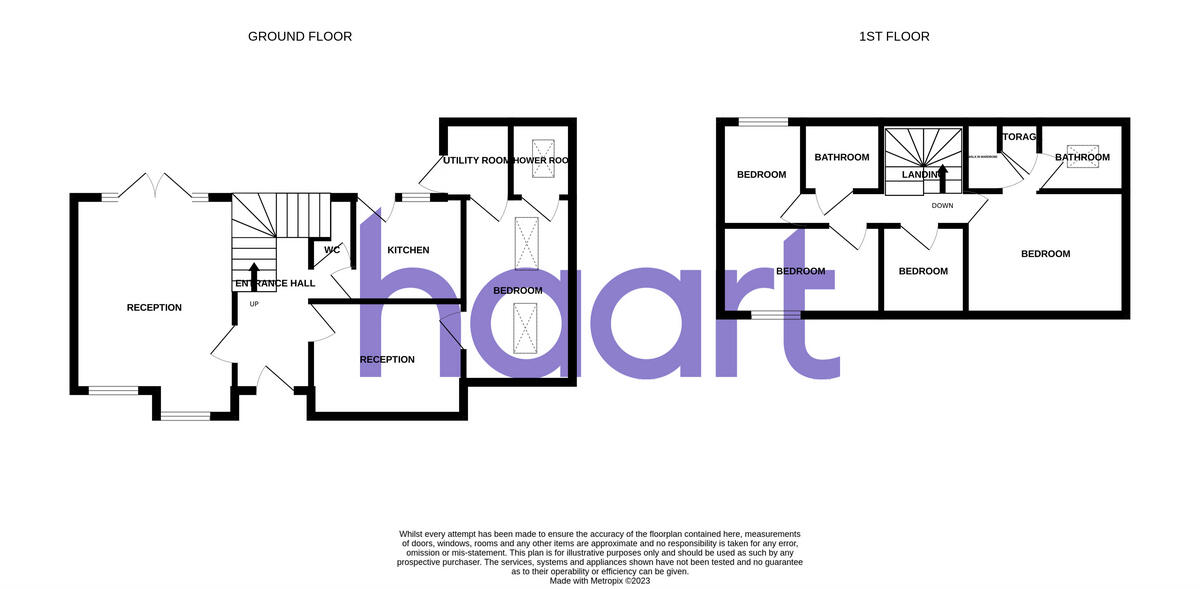 GROUND FLOOR
1ST FLOOR
UTILITY ROOM
HOWER ROO
WC
KITCHEN
ENTRANCE HALL
UP
BEDROOM
RECEPTION
RECEPTION
BEDROOM
BATHROOM
LANDIN
DOWN
WALK IN WARDROBE
TORAG
BATHROOM
BEDROOM
BEDROOM
BEDROOM
haart
Whilst every attempt has been made to ensure the accuracy of the floorplan contained here, measurements
of doors, windows, rooms and any other items are approximate and no responsibility is taken for any error,
omission or mis-statement. This plan is for illustrative purposes only and should be used as such by any
prospective purchaser. The services, systems and appliances shown have not been tested and no guarantee
as to their operability or efficiency can be given.
Made with Metropix ©2023